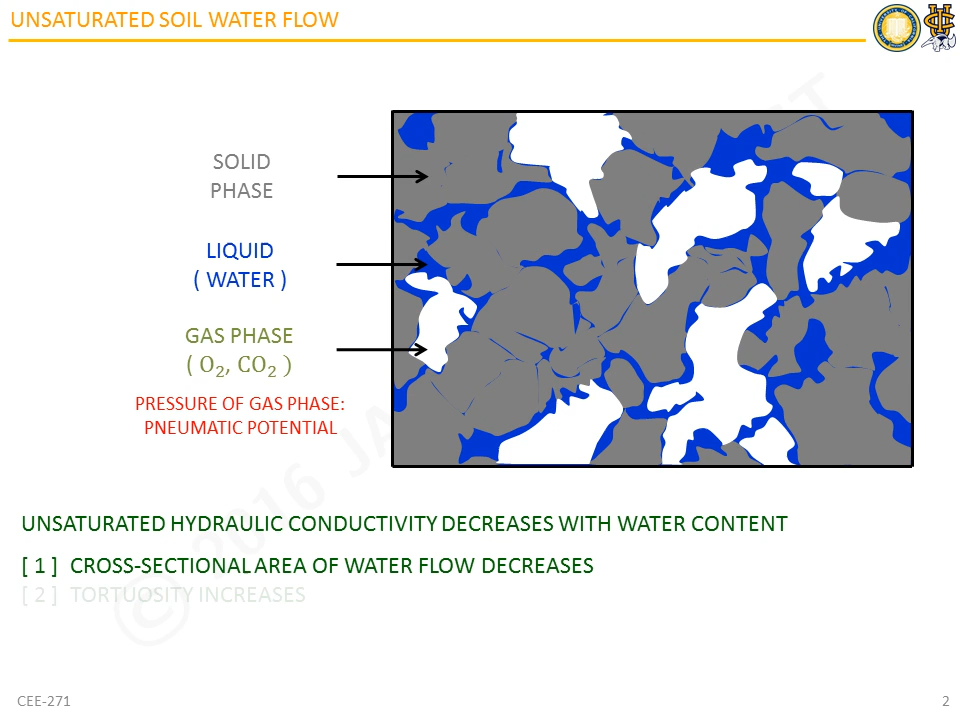 UNSATURATED SOIL WATER FLOW
SOLID
PHASE
LIQUID
( WATER )
GAS PHASE
( O₂, CO₂ )
PRESSURE OF GAS PHASE:
PNEUMATIC POTENTIAL
UNSATURATED HYDRAULIC CONDUCTIVITY DECREASES WITH WATER CONTENT
[ 1 ] CROSS-SECTIONAL AREA OF WATER FLOW DECREASES
[ 2 ] TORTUOSITY INCREASES
© 2016
CEE-271
2